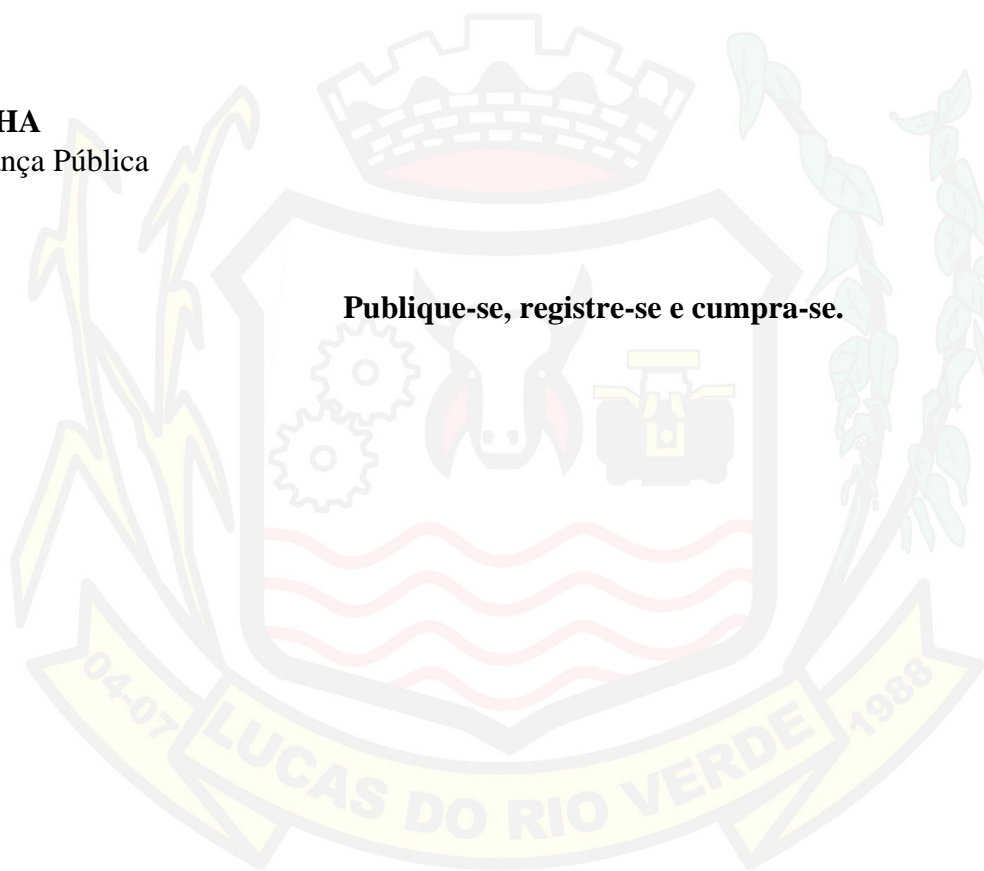 HA
nça Pública
Publique-se, registre-se e cumpra-se.
04-07 LUCAS DO RIO VERDE 1988